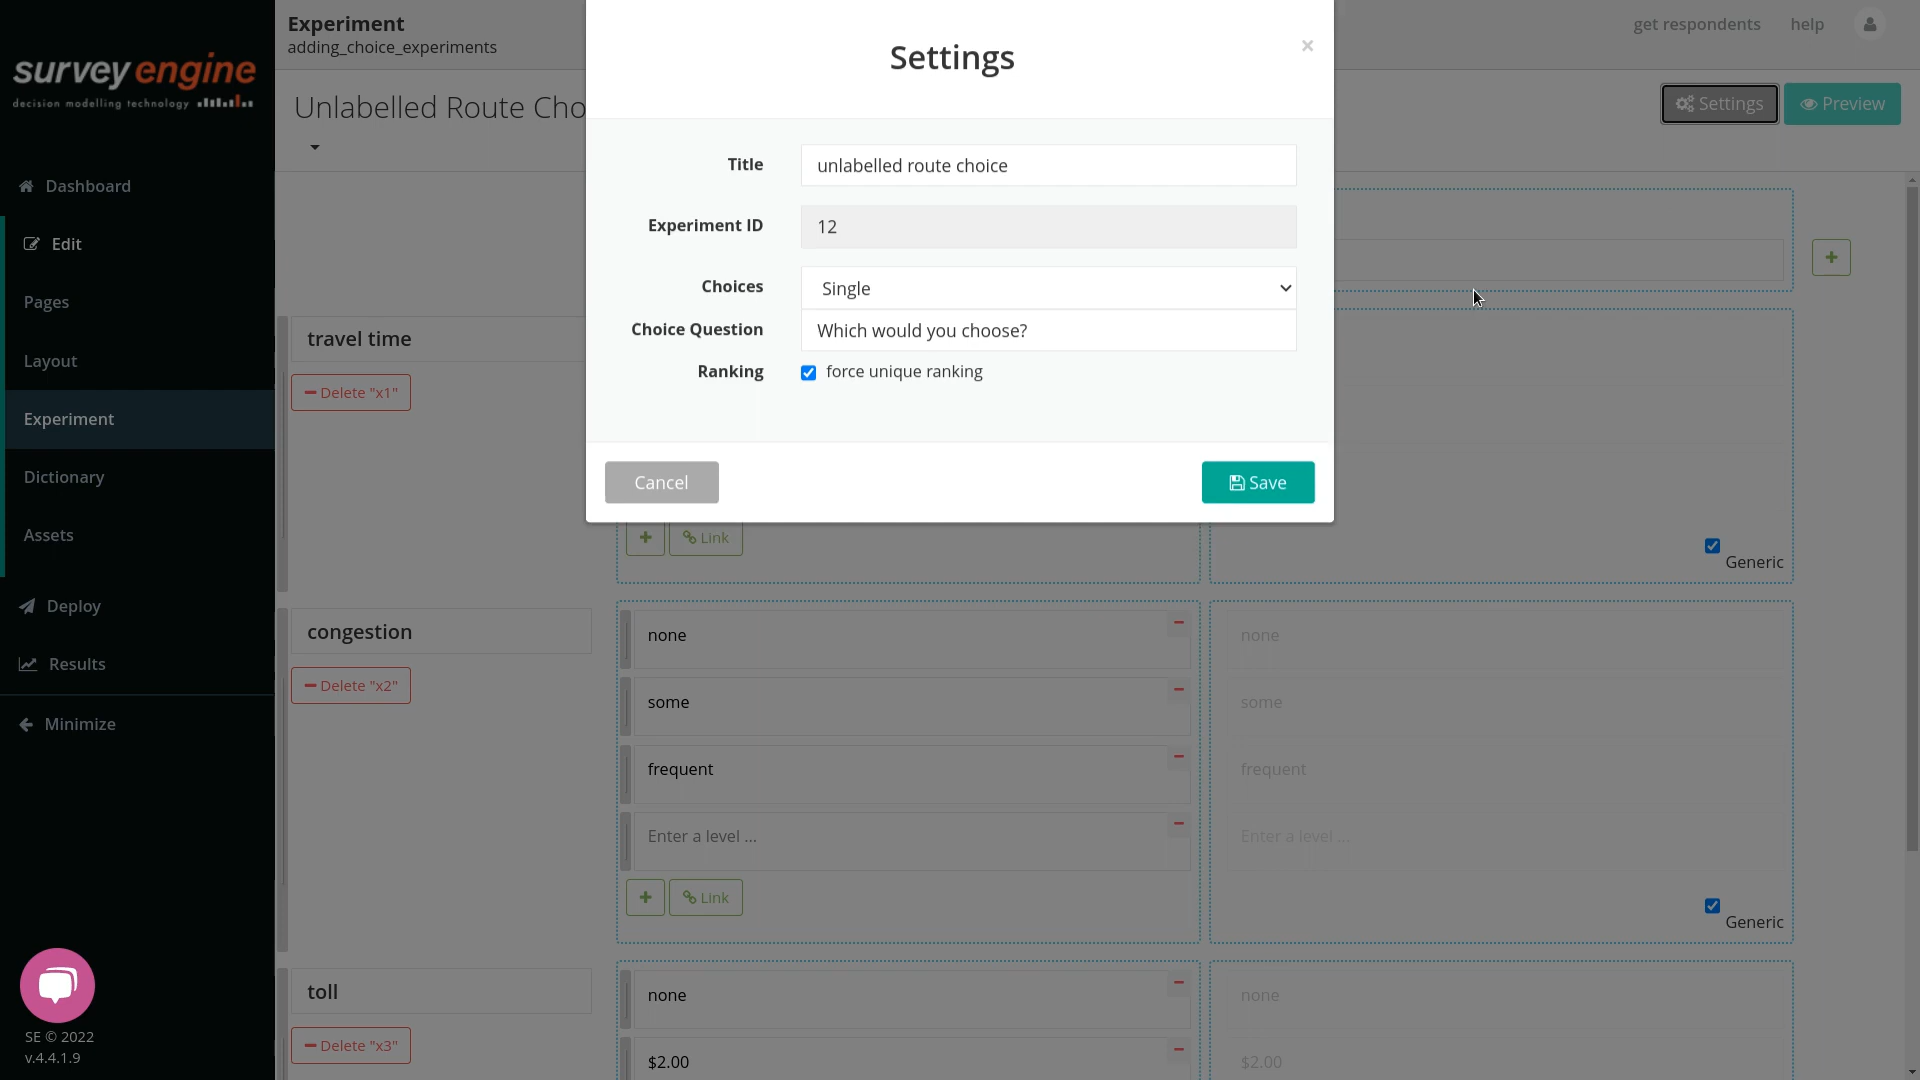 Experiment
adding_choice_experiments
get respondents
help
survey engine
decision modelling technology
Unlabelled Route Cho
Settings
Preview
Dashboard
Edit
Pages
Layout
Experiment
Dictionary
Assets
Deploy
Results
Minimize
SE © 2022
v.4.4.1.9
Settings
×
Title
unlabelled route choice
Experiment ID
12
Choices
Single
Choice Question
Which would you choose?
Ranking
force unique ranking
Cancel
Save
travel time
Delete "x1"
Link
Generic
congestion
Delete "x2"
none
some
frequent
Enter a level ...
Link
none
some
frequent
Enter a level ...
Generic
toll
Delete "x3"
none
$2.00
none
$2.00